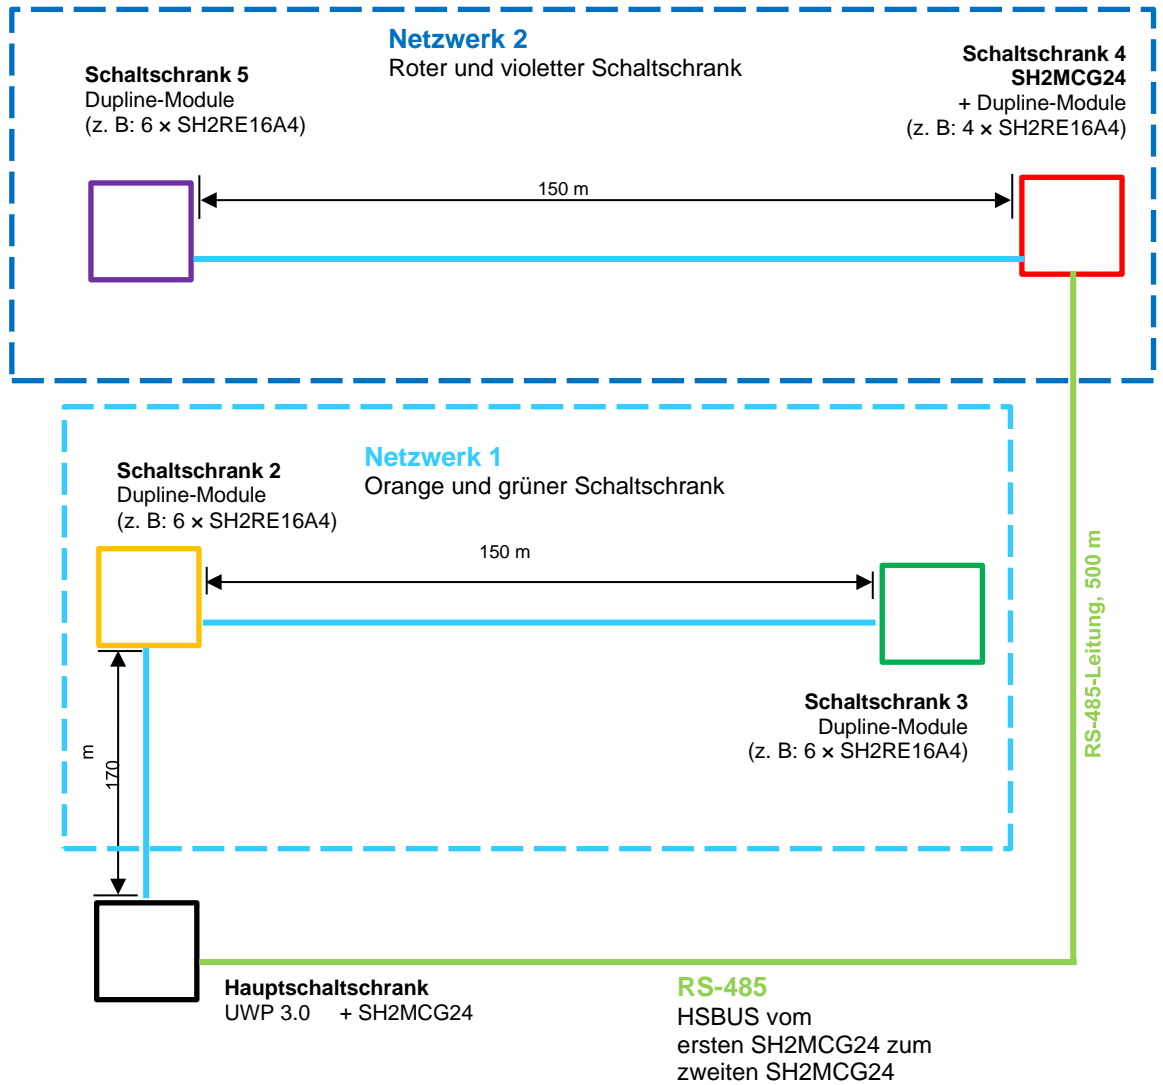 Netzwerk 2
Roter und violetter Schaltschrank
Schaltschrank 5
Dupline-Module
(z. B: 6 × SH2RE16A4)
Schaltschrank 4
SH2MCG24
+ Dupline-Module
(z. B: 4 × SH2RE16A4)
150 m
Netzwerk 1
Orange und grüner Schaltschrank
Schaltschrank 2
Dupline-Module
(z. B: 6 × SH2RE16A4)
150 m
Schaltschrank 3
Dupline-Module
(z. B: 6 × SH2RE16A4)
RS-485-Leitung, 500 m
m
170
Hauptschaltschrank
UWP 3.0 + SH2MCG24
RS-485
HSBUS vom
ersten SH2MCG24 zum
zweiten SH2MCG24